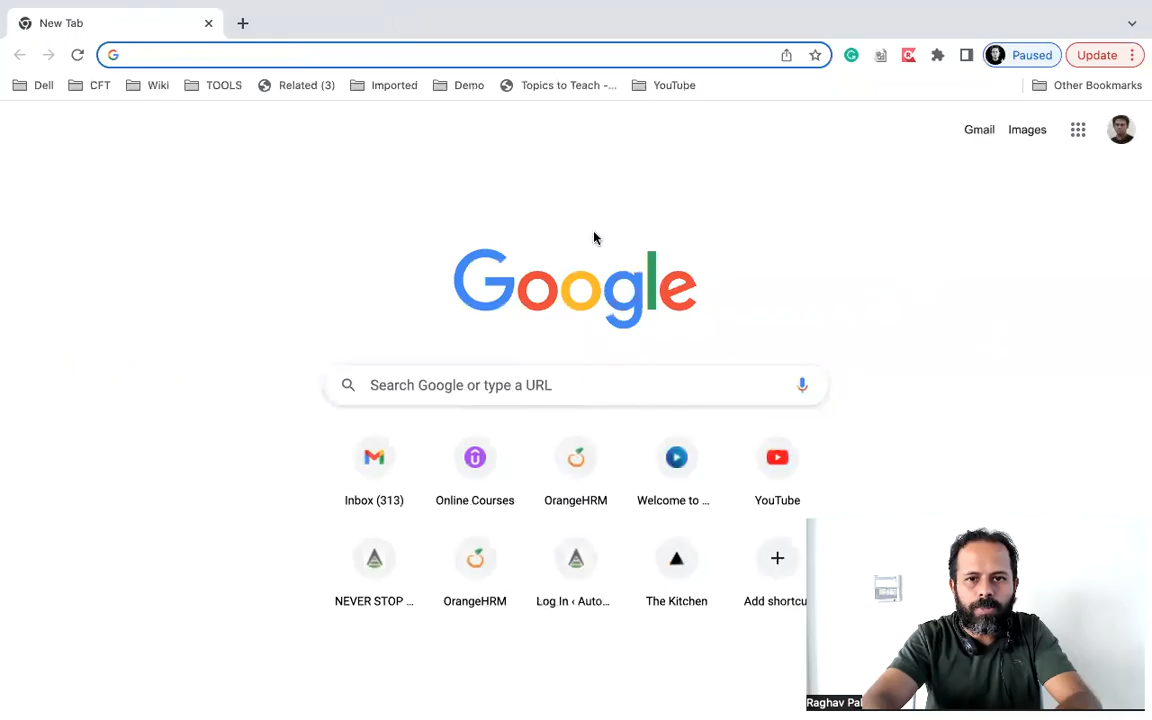 New Tab
Paused
Update
Dell
CFT
Wiki
TOOLS
Related (3)
Imported
Demo
Topics to Teach -...
YouTube
Other Bookmarks
Gmail
Images
Google
Search Google or type a URL
Inbox (313)
Online Courses
OrangeHRM
Welcome to ...
YouTube
NEVER STOP ...
OrangeHRM
Log In ‹ Auto...
The Kitchen
Add shortcu
Raghav Pal